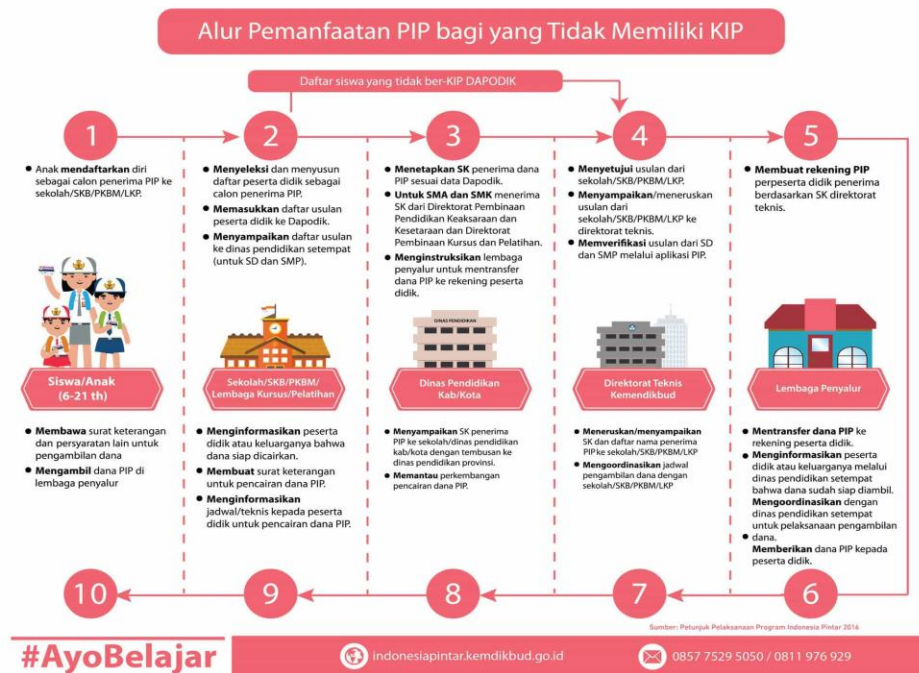 Alur Pemanfaatan PIP bagi yang Tidak Memiliki KIP
Daftar siswa yang tidak ber-KIP DAPODIK
1
● Anak mendaftarkan diri
sebagai calon penerima PIP ke
sekolah/SKB/PKBM/LKP.
2
● Menyeleksi dan menyusun
daftar peserta didik sebagai
calon penerima PIP.
● Memasukkan daftar usulan
peserta didik ke Dapodik.
● Menyampaikan daftar usulan
ke dinas pendidikan setempat
(untuk SD dan SMP).
3
● Menetapkan SK penerima dana
PIP sesuai data Dapodik.
● Untuk SMA dan SMK menerima
SK dari Direktorat Pembinaan
Pendidikan Keaksaraan dan
Kesetaraan dan Direktorat
Pembinaan Kursus dan Pelatihan.
● Menginstruksikan lembaga
penyalur untuk mentransfer
dana PIP ke rekening peserta
didik.
4
● Menyetujui usulan dari
sekolah/SKB/PKBM/LKP.
● Menyampaikan/meneruskan
usulan dari
sekolah/SKB/PKBM/LKP ke
direktorat teknis.
● Memverifikasi usulan dari SD
dan SMP melalui aplikasi PIP.
5
● Membuat rekening PIP
perpeserta didik penerima
berdasarkan SK direktorat
teknis.
DINAS PENDIDIKAN
Siswa/Anak
(6-21 th)
Sekolah/SKB/PKBM/
Lembaga Kursus/Pelatihan
Dinas Pendidikan
Kab/Kota
Direktorat Teknis
Kemendikbud
Lembaga Penyalur
● Membawa surat keterangan
dan persyaratan lain untuk
pengambilan dana
● Mengambil dana PIP di
lembaga penyalur
10
● Menginformasikan peserta
didik atau keluarganya bahwa
dana siap dicairkan.
● Membuat surat keterangan
untuk pencairan dana PIP.
● Menginformasikan
jadwal/teknis kepada peserta
didik untuk pencairan dana PIP.
9
● Menyampaikan SK penerima
PIP ke sekolah/dinas pendidikan
kab/kota dengan tembusan ke
dinas pendidikan provinsi.
● Memantau perkembangan
pencairan dana PIP.
8
● Meneruskan/menyampaikan
SK dan daftar nama penerima
PIP ke sekolah/SKB/PKBM/LKP
● Mengoordinasikan jadwal
pengambilan dana dengan
sekolah/SKB/PKBM/LKP
7
● Mentransfer dana PIP ke
rekening peserta didik.
● Menginformasikan peserta
didik atau keluarganya melalui
dinas pendidikan setempat
bahwa dana sudah siap diambil.
Mengoordinasikan dengan
dinas pendidikan setempat
untuk pelaksanaan pengambilan
● dana.
Memberikan dana PIP kepada
peserta didik.
6
Sumber: Petunjuk Pelaksanaan Program Indonesia Pintar 2016
#AyoBelajar
indonesiapintar.kemdikbud.go.id
0857 7529 5050 / 0811 976 929